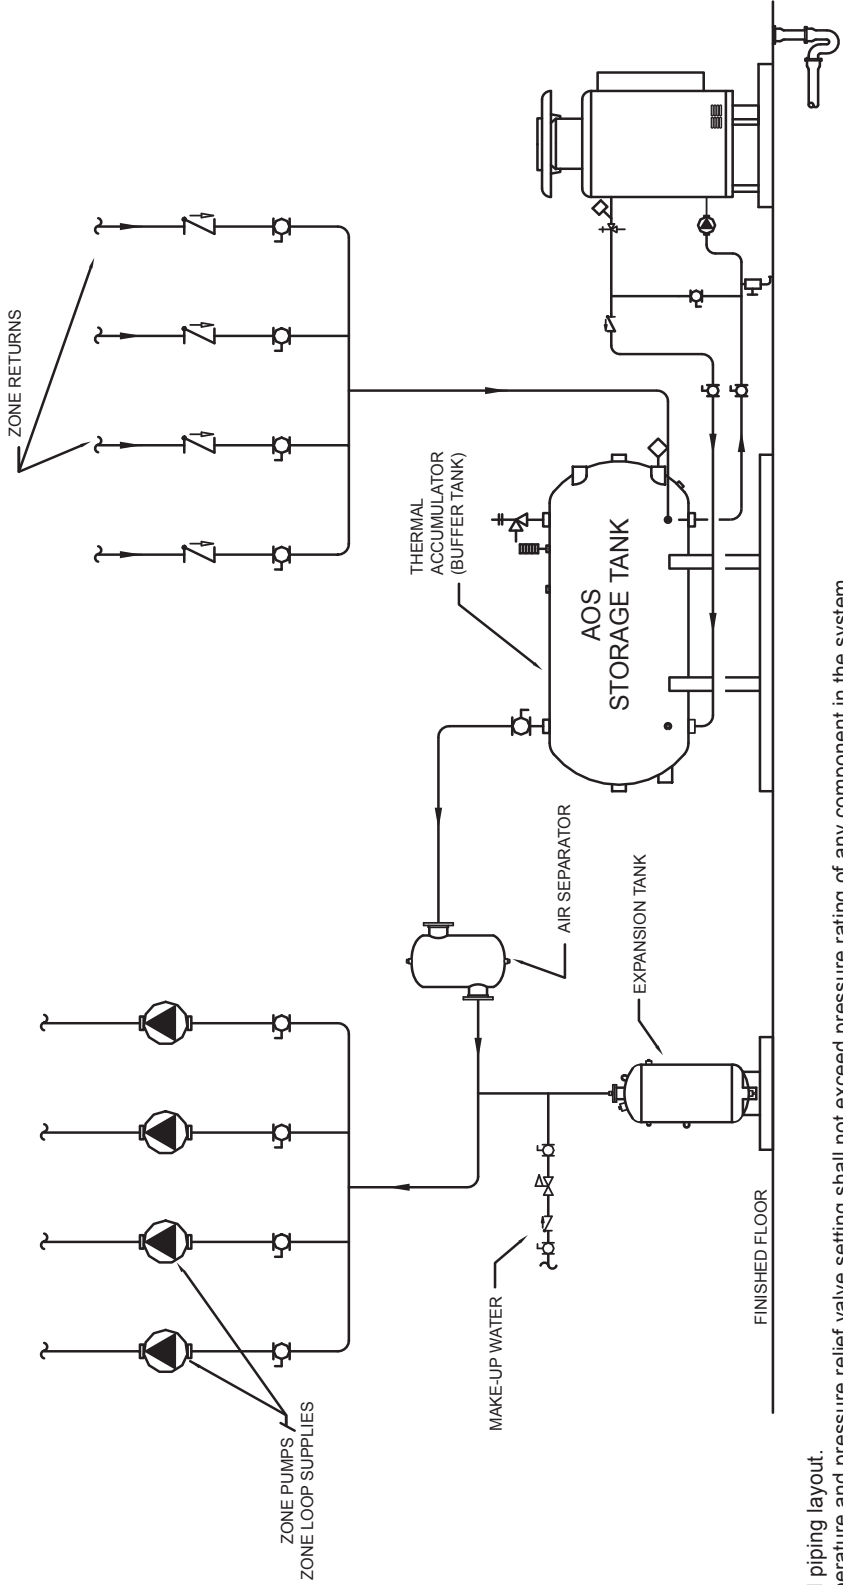 ZONE RETURNS
THERMAL
ACCUMULATOR
(BUFFER TANK)
AOS
STORAGE TANK
AIR SEPARATOR
EXPANSION TANK
ZONE PUMPS
ZONE LOOP SUPPLIES
MAKE-UP WATER
FINISHED FLOOR
piping layout.
pressure relief valve setting shall not exceed pressure rating of any component in the system